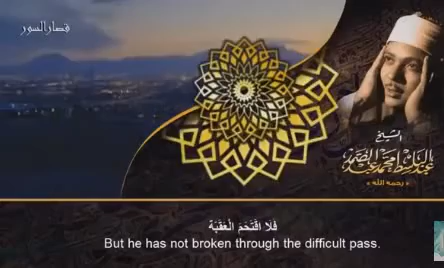 قصار السور
الشيخ
عبد الباسط محمد عبد الصمد
رحمه الله
فَلَا اقْتَحَمَ الْعَقَبَةَ
But he has not broken through the difficult pass.